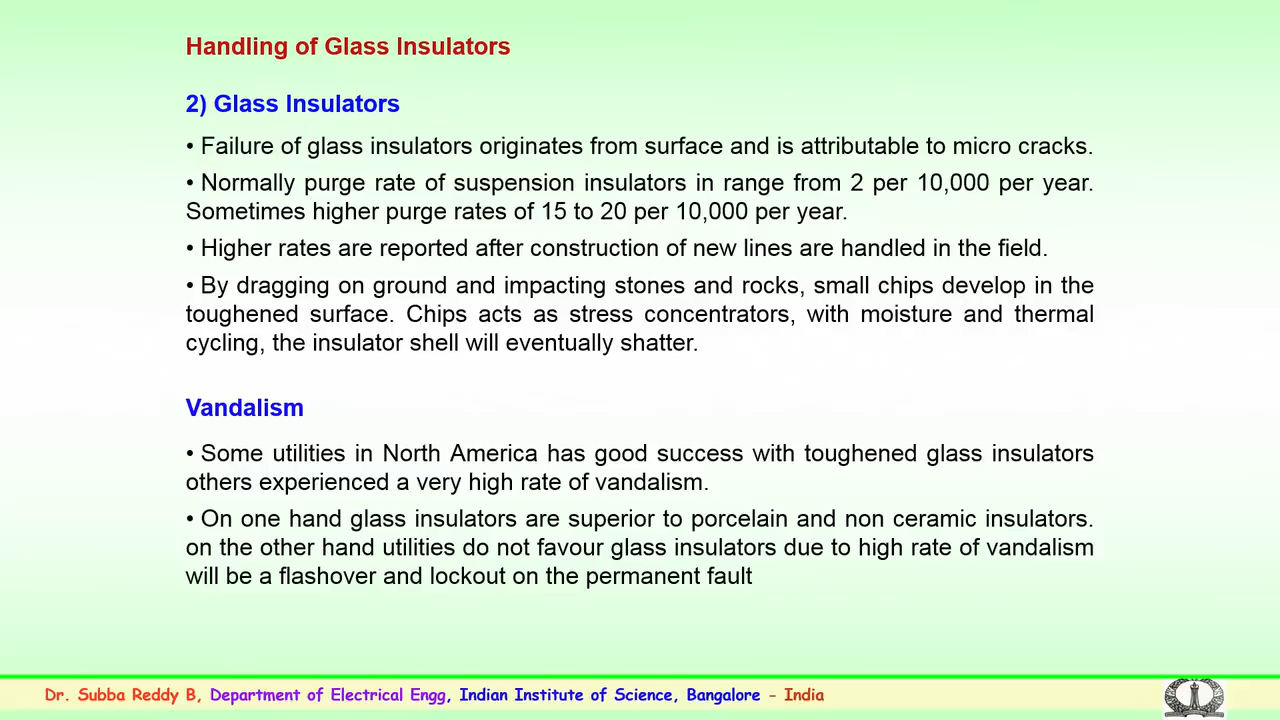 Handling of Glass Insulators
2) Glass Insulators
• Failure of glass insulators originates from surface and is attributable to micro cracks.
• Normally purge rate of suspension insulators in range from 2 per 10,000 per year.
Sometimes higher purge rates of 15 to 20 per 10,000 per year.
• Higher rates are reported after construction of new lines are handled in the field.
• By dragging on ground and impacting stones and rocks, small chips develop in the
toughened surface. Chips acts as stress concentrators, with moisture and thermal
cycling, the insulator shell will eventually shatter.
Vandalism
• Some utilities in North America has good success with toughened glass insulators
others experienced a very high rate of vandalism.
• On one hand glass insulators are superior to porcelain and non ceramic insulators.
on the other hand utilities do not favour glass insulators due to high rate of vandalism
will be a flashover and lockout on the permanent fault
Dr. Subba Reddy B, Department of Electrical Engg, Indian Institute of Science, Bangalore - India